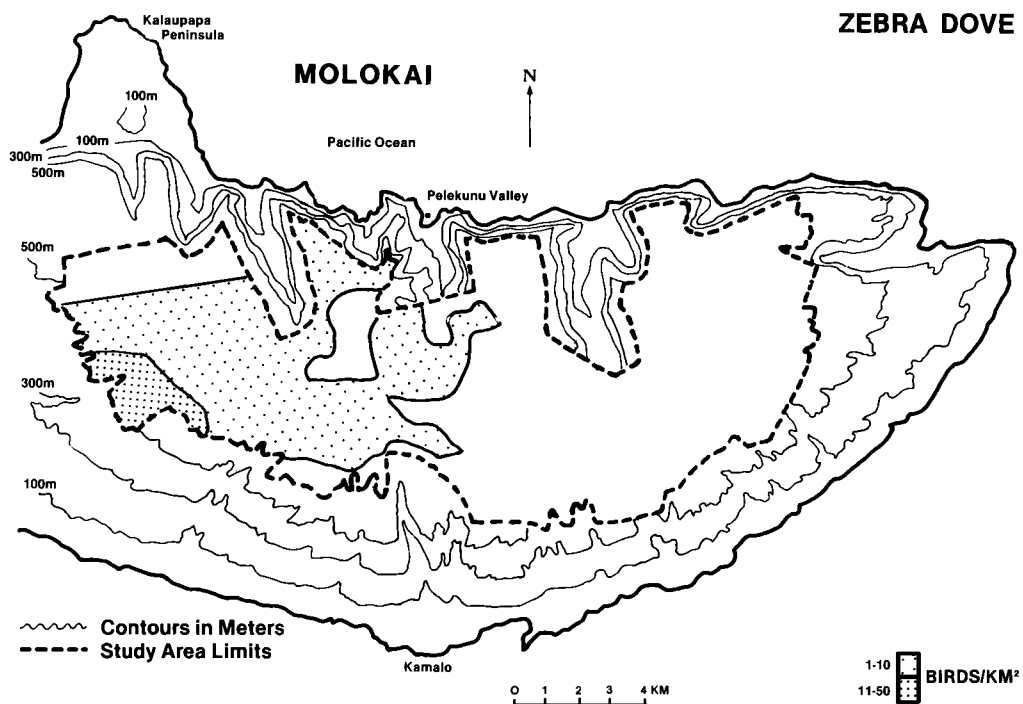 Kalaupapa
Peninsula
ZEBRA DOVE
MOLOKAI
N
100m
Pacific Ocean
100m
300m
500m
Pelekunu Valley
500m
300m
100m
Contours in Meters
Study Area Limits
Kamalo
0 1 2 3 4 KM
1-10
11-50
BIRDS/KM²